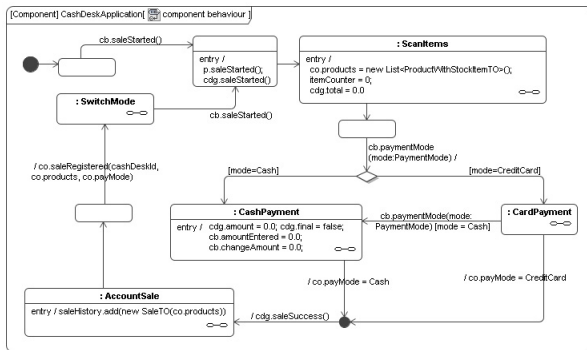 [Component] CashDeskApplication[ component behaviour ]
cb.saleStarted()
entry /
p.saleStarted();
cdg.saleStarted()
: ScanItems
entry /
co.products = new List<ProductWithStockItemTO>();
itemCounter = 0;
cdg.total = 0.0
: SwitchMode
cb.saleStarted()
cb.paymentMode
(mode:PaymentMode) /
/ co.saleRegistered(cashDeskId,
co.products, co.payMode)
[mode=Cash]
[mode=CreditCard]
: CashPayment
entry / cdg.amount = 0.0; cdg.final = false;
cb.amountEntered = 0.0;
cb.changeAmount = 0.0;
cb.paymentMode(mode:
PaymentMode) [mode = Cash]
: CardPayment
/ co.payMode = Cash
/ co.payMode = CreditCard
: AccountSale
entry / saleHistory.add(new SaleTO(co.products))
/ cdg.saleSuccess()